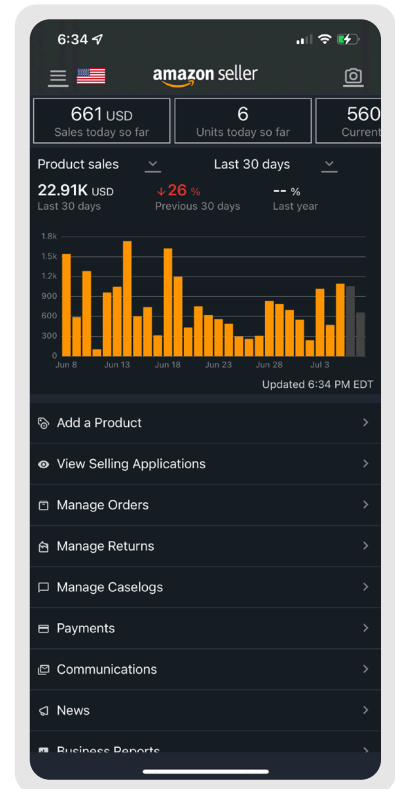 6:34
amazon seller
661 USD
Sales today so far
6
Units today so far
560
Current
Product sales
Last 30 days
22.91K USD
Last 30 days
↓26 %
Previous 30 days
-- %
Last year
1.8k
1.5k
1.2k
900
600
300
0
Jun 8 Jun 13 Jun 18 Jun 23 Jun 28 Jul 3
Updated 6:34 PM EDT
Add a Product
View Selling Applications
Manage Orders
Manage Returns
Manage Caselogs
Payments
Communications
News
Business Reports